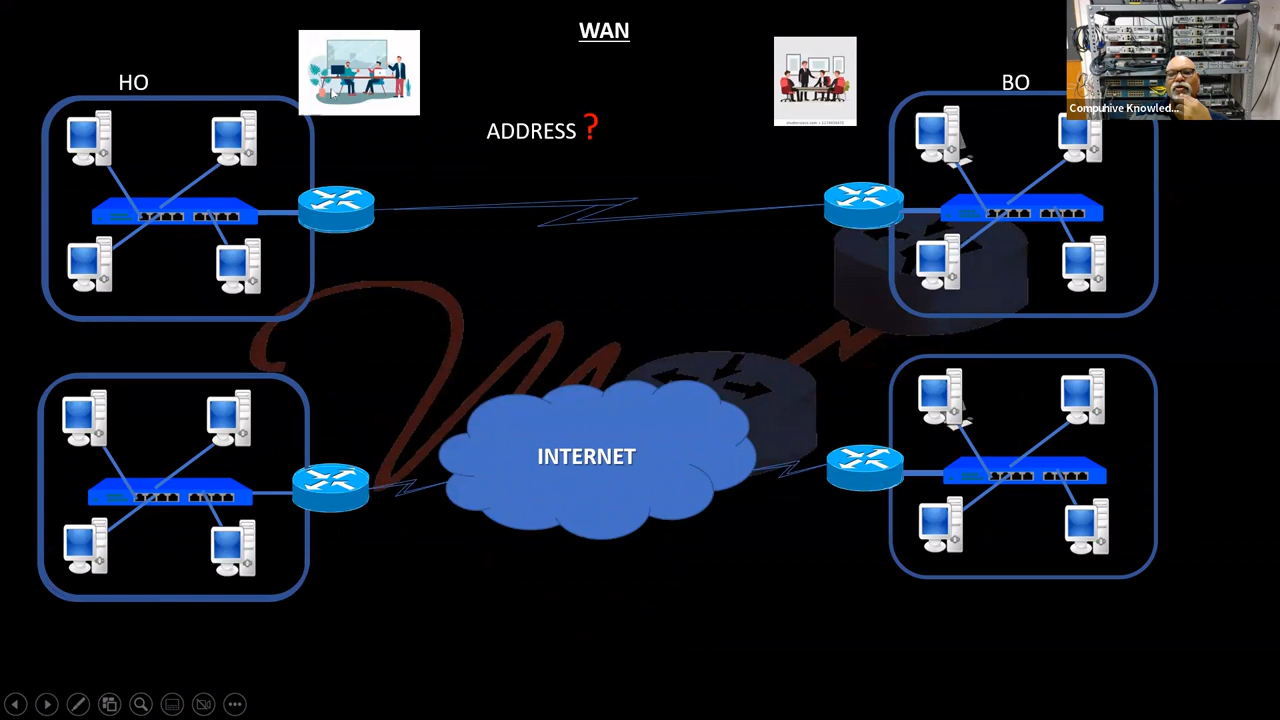 WAN
HO
BO
Compuhive Knowled...
ADDRESS ?
INTERNET